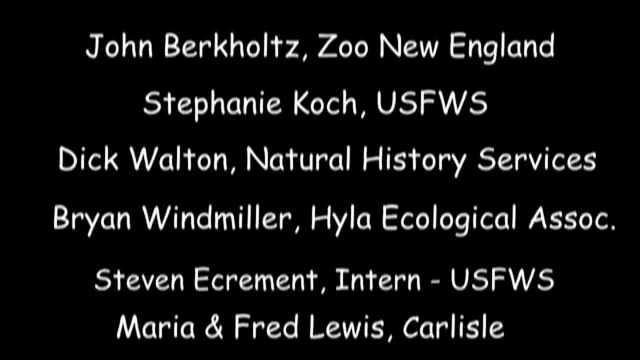 John Berkholtz, Zoo New England
Stephanie Koch, USFWS
Dick Walton, Natural History Services
Bryan Windmiller, Hyla Ecological Assoc.
Steven Ecrement, Intern - USFWS
Maria & Fred Lewis, Carlisle